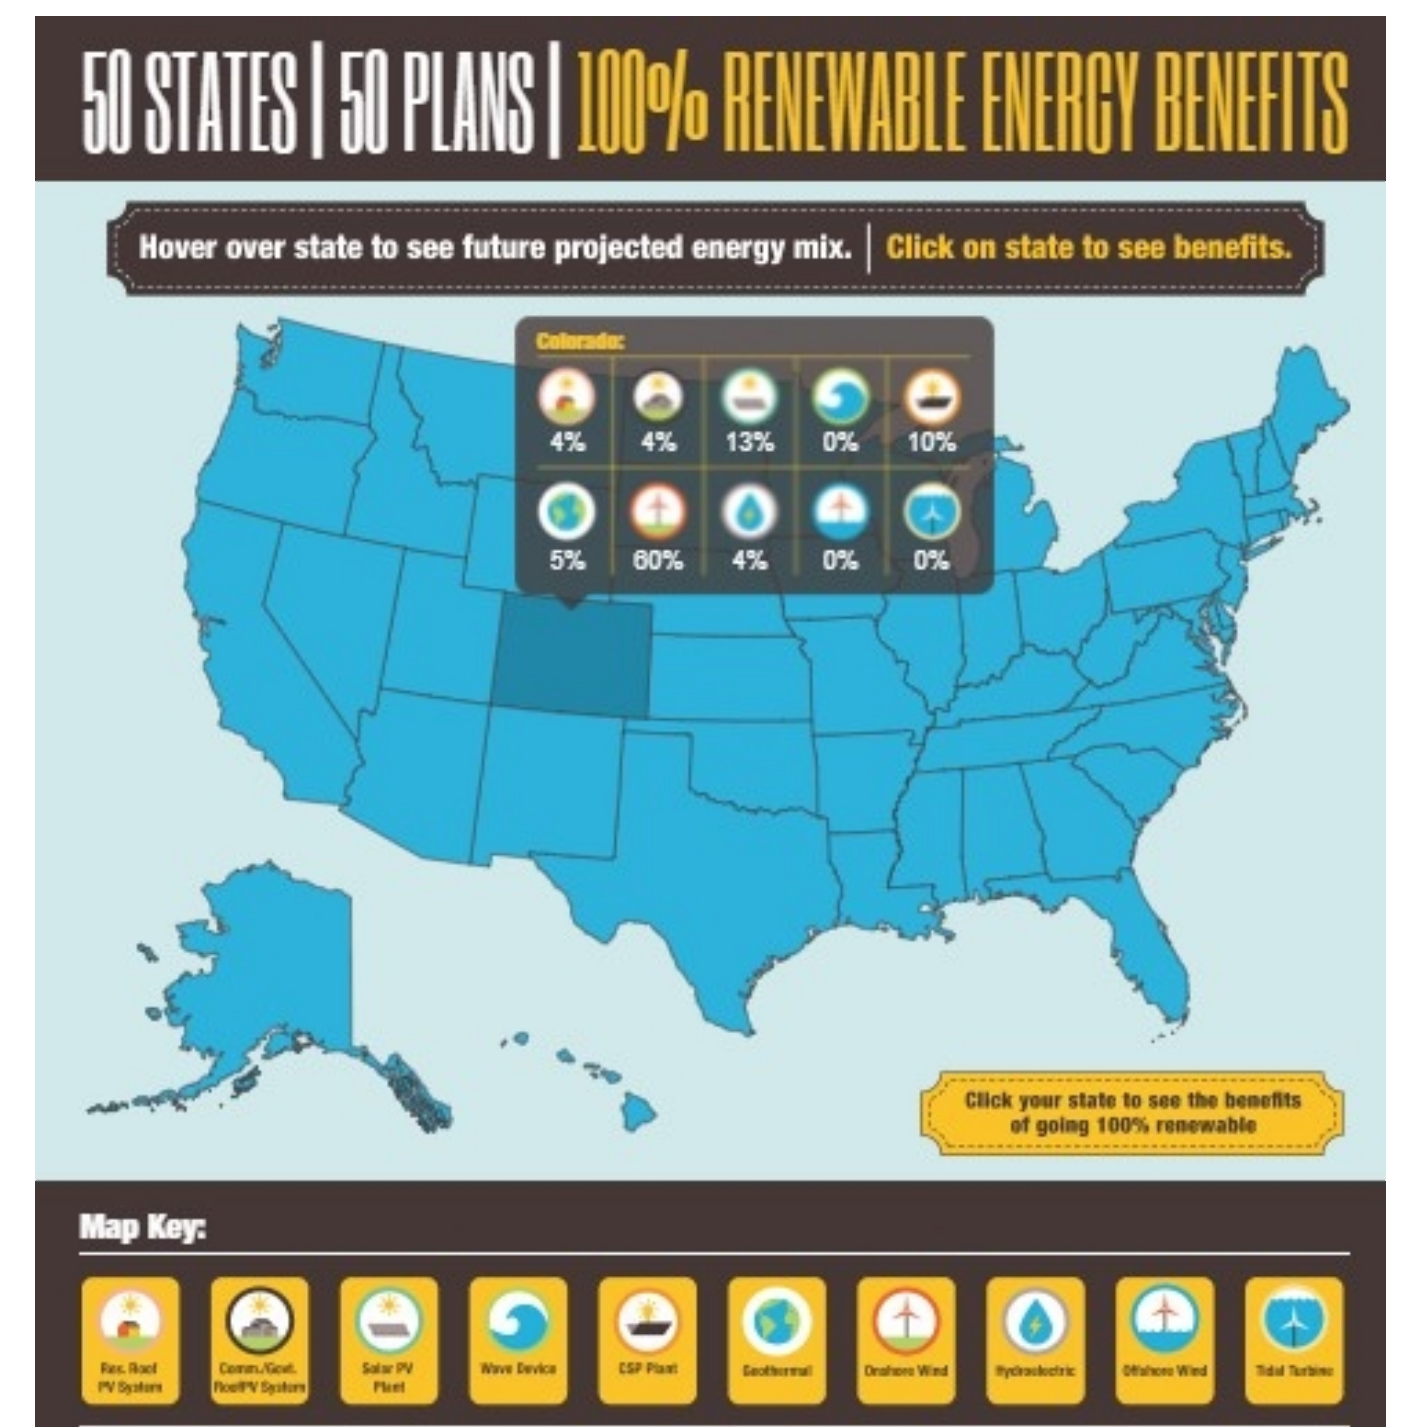 50 STATES | 50 PLANS | 100% RENEWABLE ENERGY BENEFITS
Hover over state to see future projected energy mix. | Click on state to see benefits.
Colorado:
4% 4% 13% 0% 10%
5% 60% 4% 0% 0%
Click your state to see the benefits
of going 100% renewable
Map Key:
Res. Roof
PV System
Comm./Govt.
RoofPV System
Solar PV
Plant
Wave Device
CSP Plant
Geothermal
Onshore Wind
Hydroelectric
Offshore Wind
Tidal Turbine